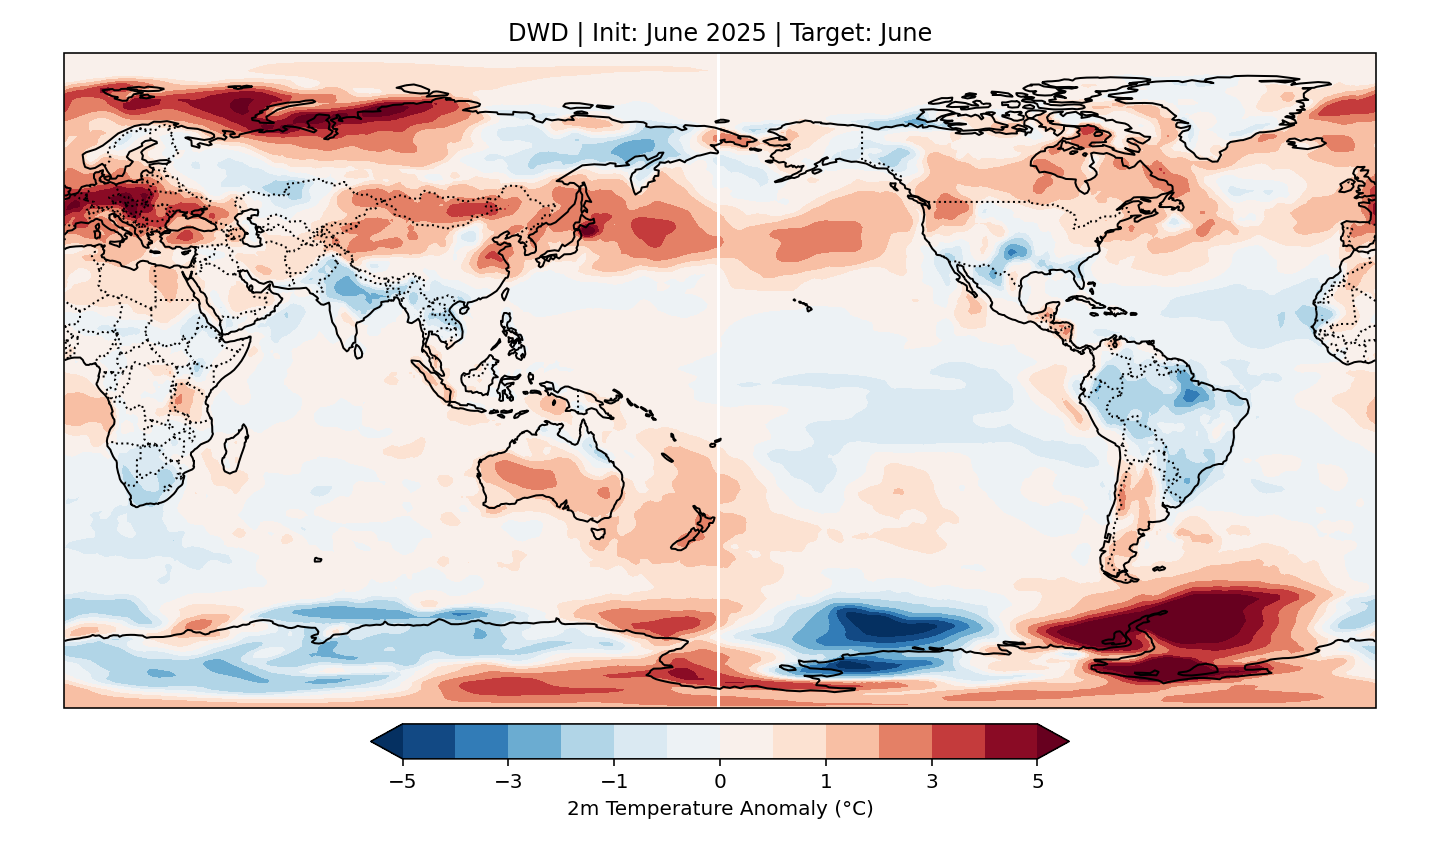 DWD | Init: June 2025 | Target: June
−5 −3 −1 0 1 3 5
2m Temperature Anomaly (°C)